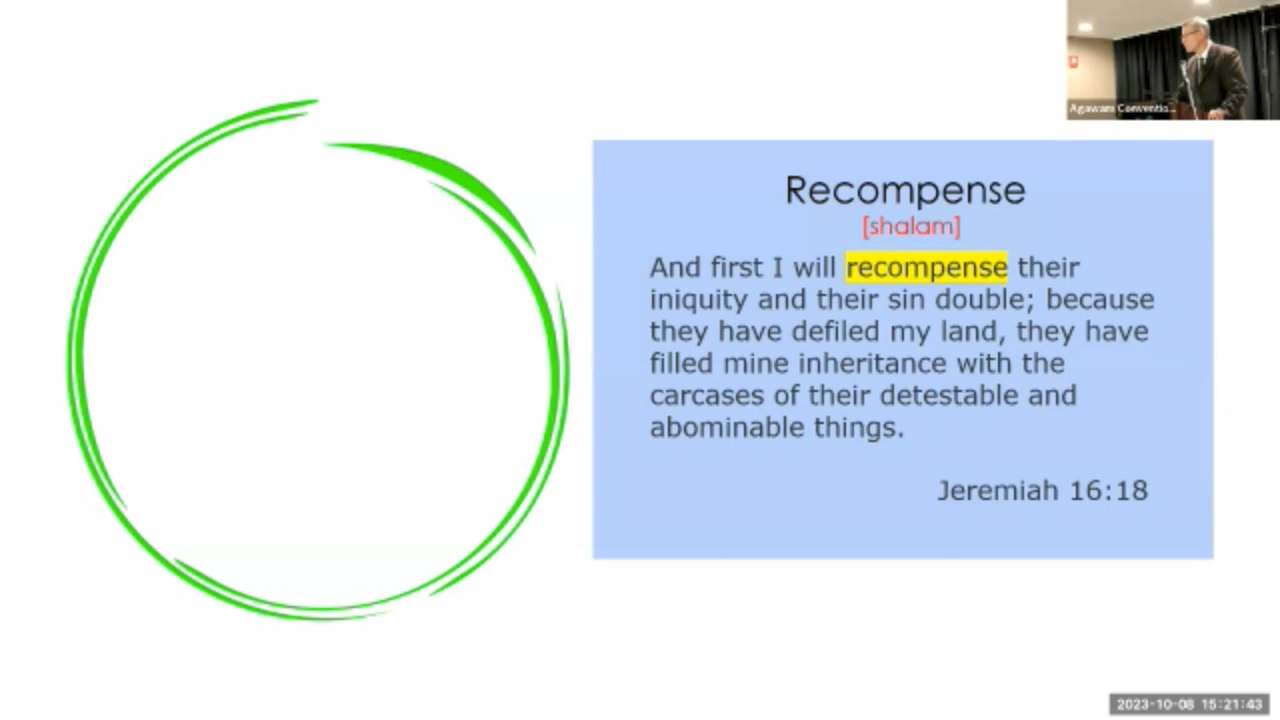 Agawam Conventio...
Recompense
[shalam]
And first I will recompense their
iniquity and their sin double; because
they have defiled my land, they have
filled mine inheritance with the
carcases of their detestable and
abominable things.
Jeremiah 16:18
2023-10-08 15:21:43